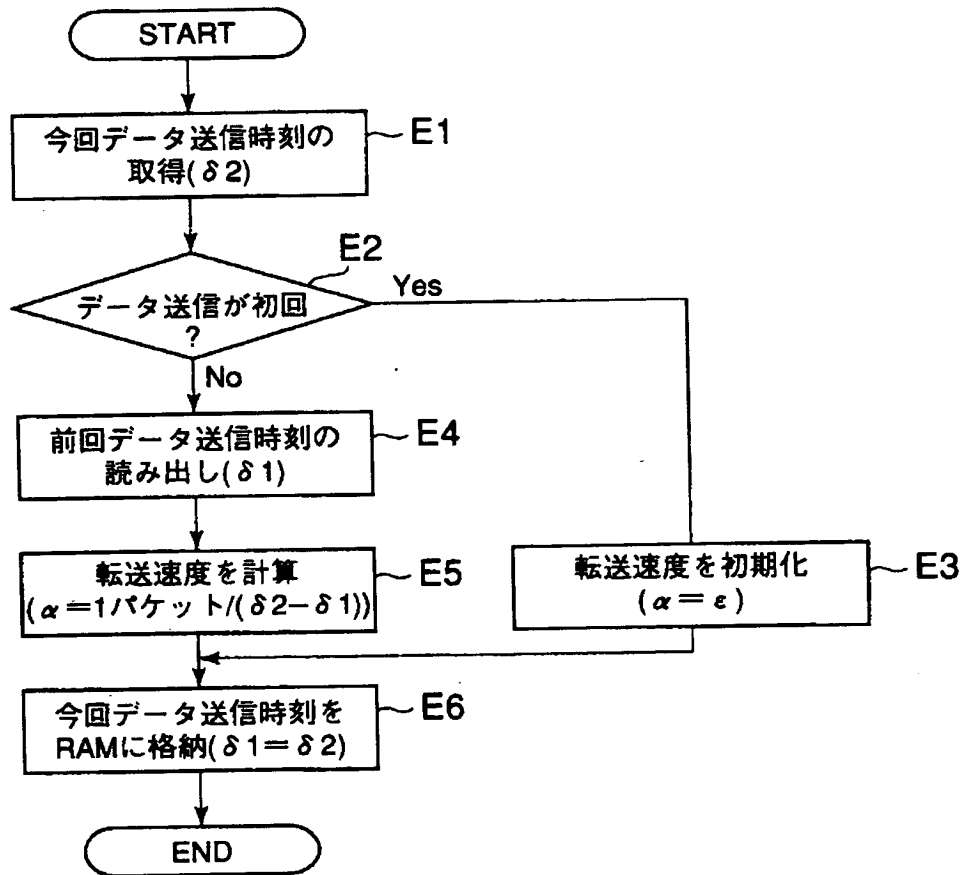 START
今回データ送信時刻の
取得(δ2)
E1
データ送信が初回
?
E2
Yes
No
前回データ送信時刻の
読み出し(δ1)
E4
転送速度を計算
(α=1パケット/(δ2-δ1))
E5
転送速度を初期化
(α=ε)
E3
今回データ送信時刻を
RAMに格納(δ1=δ2)
E6
END